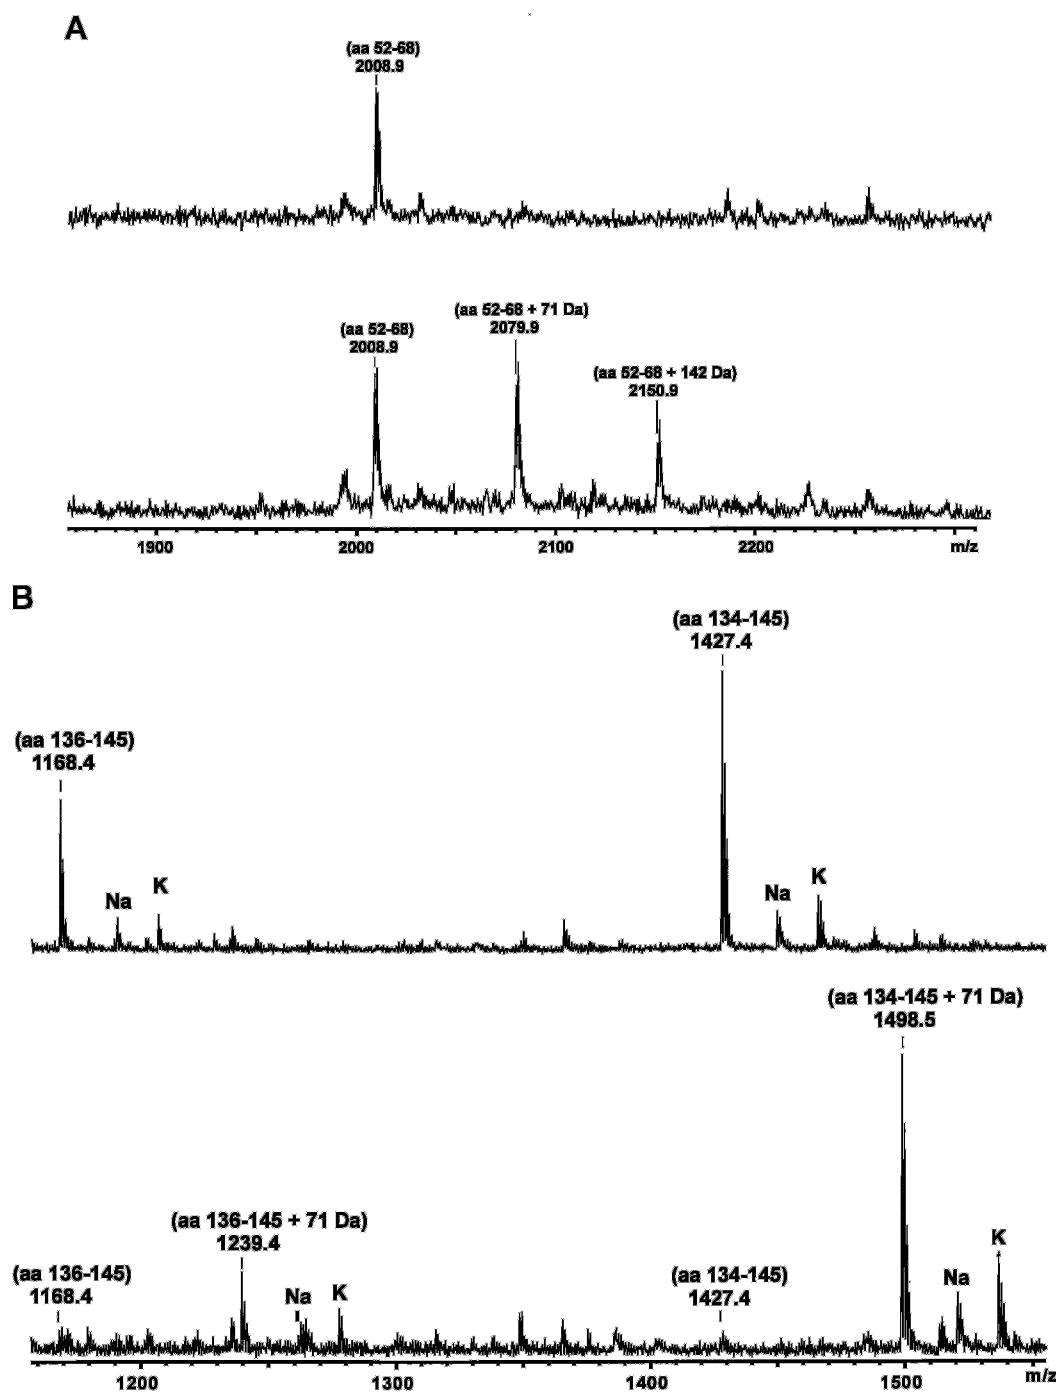 A
(aa 52-68)
2008.9
(aa 52-68)
2008.9
(aa 52-68 + 71 Da)
2079.9
(aa 52-68 + 142 Da)
2150.9
1900 2000 2100 2200 m/z
B
(aa 136-145)
1168.4
Na
K
(aa 134-145)
1427.4
Na
K
(aa 136-145)
1168.4
(aa 136-145 + 71 Da)
1239.4
Na
K
(aa 134-145)
1427.4
(aa 134-145 + 71 Da)
1498.5
Na
K
1200 1300 1400 1500 m/z